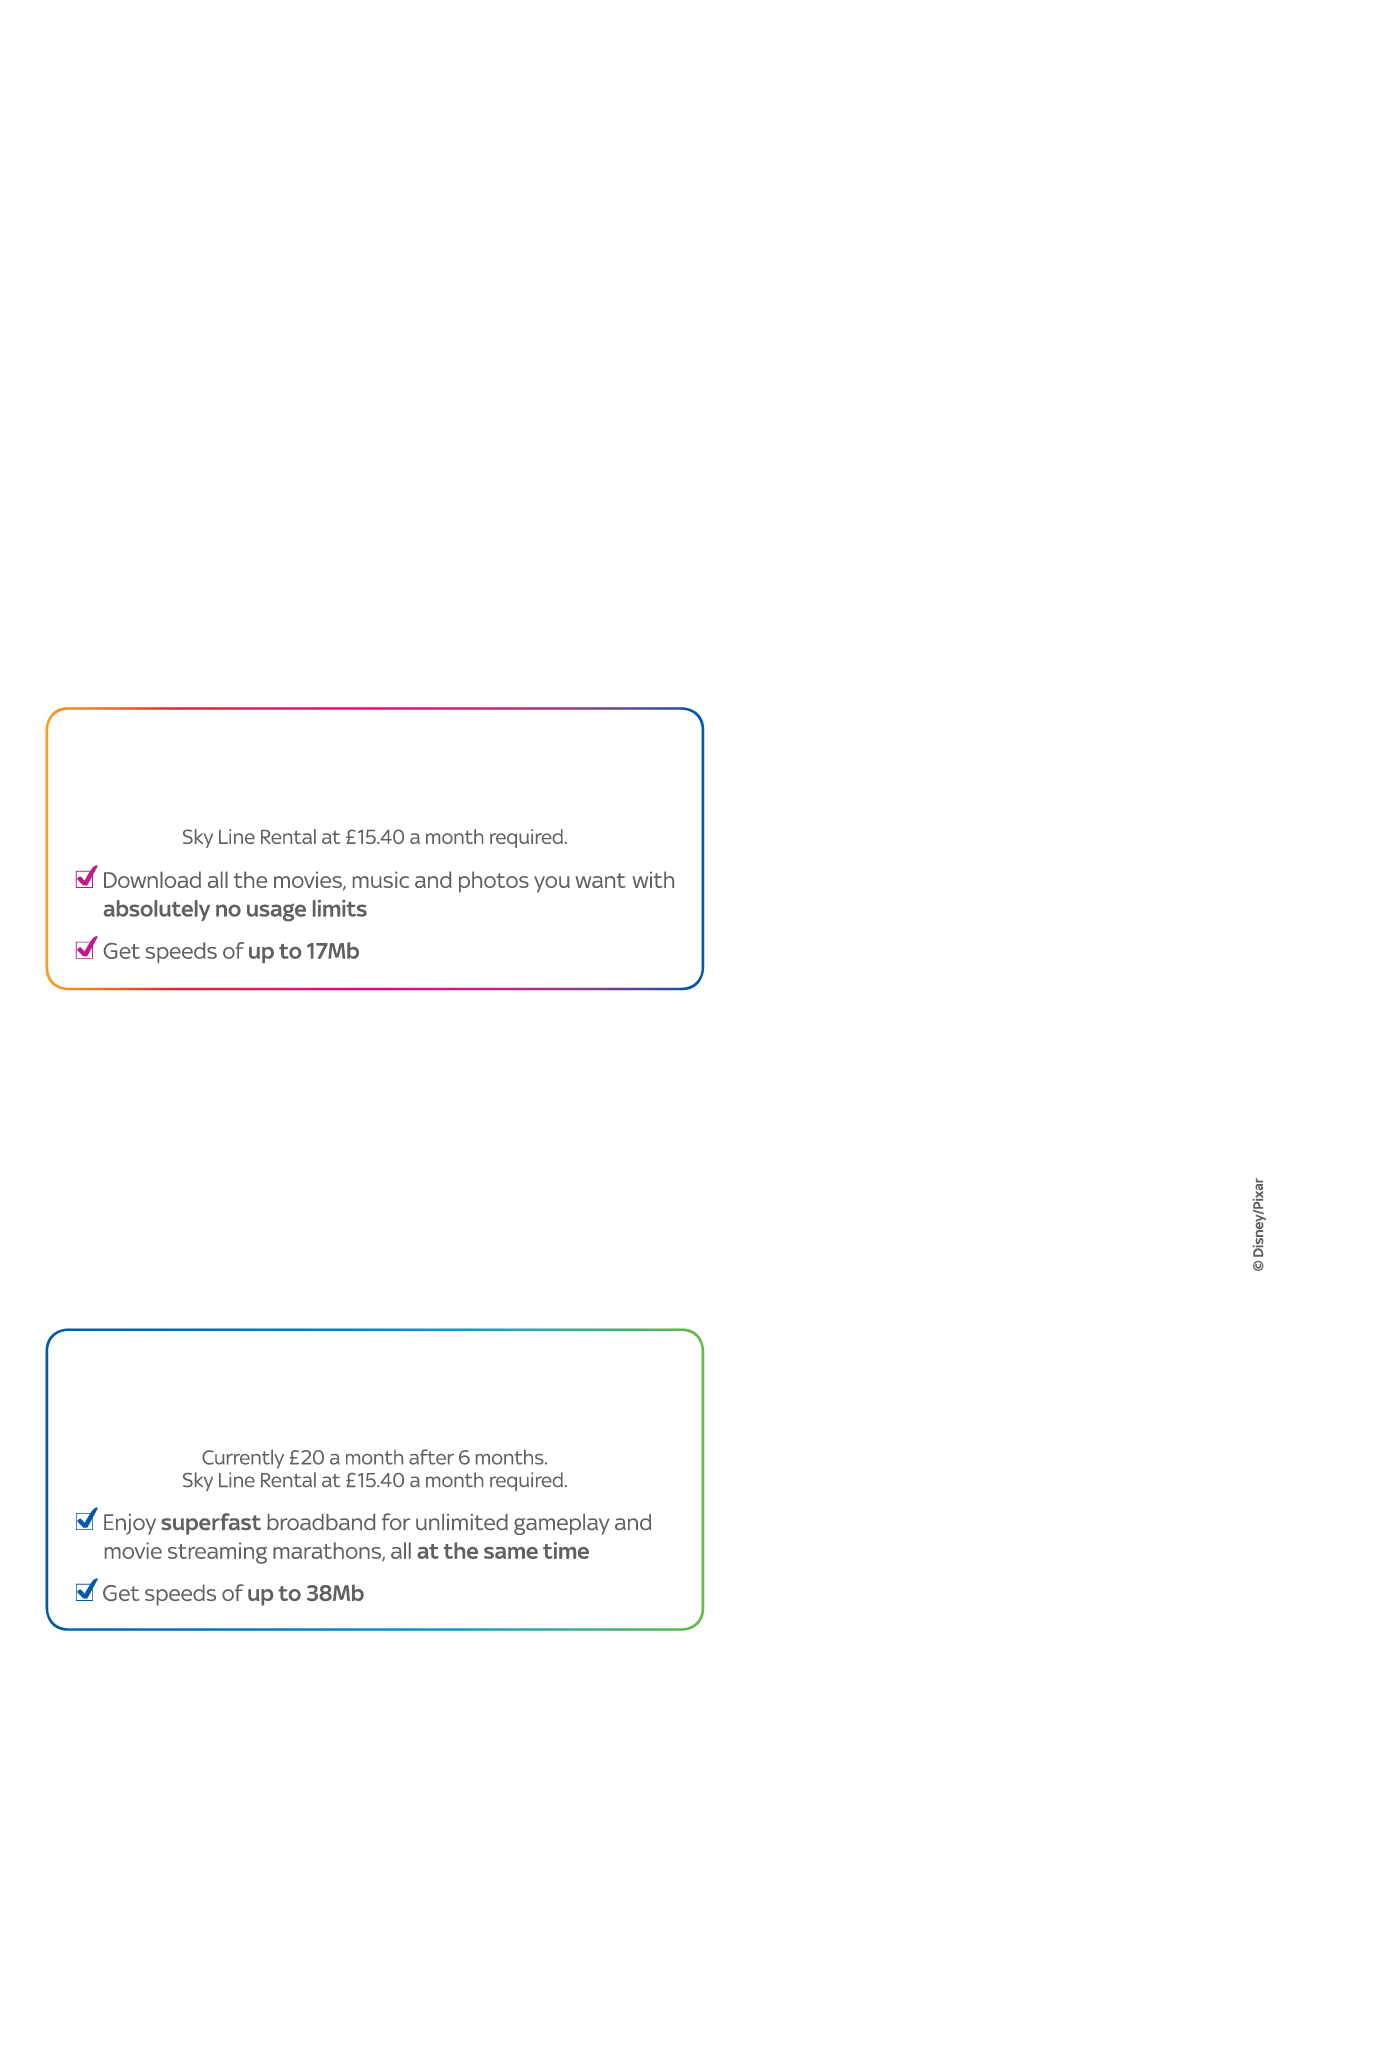 Sky Line Rental at £15.40 a month required.
Download all the movies, music and photos you want with
absolutely no usage limits
Get speeds of up to 17Mb
© Disney/Pixar
Currently £20 a month after 6 months.
Sky Line Rental at £15.40 a month required.
Enjoy superfast broadband for unlimited gameplay and
movie streaming marathons, all at the same time
Get speeds of up to 38Mb